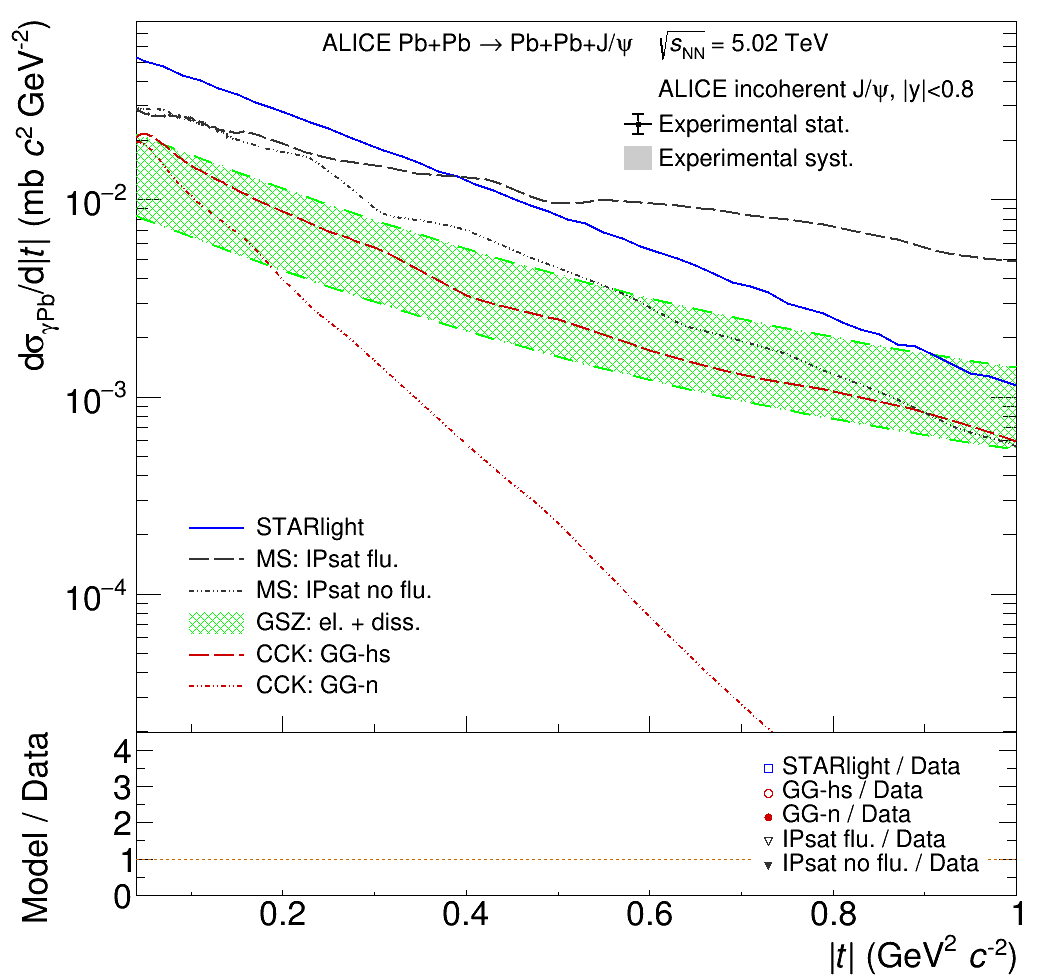 ALICE Pb+Pb → Pb+Pb+J/ψ √s_NN = 5.02 TeV
ALICE incoherent J/ψ, |y|<0.8
Experimental stat.
Experimental syst.
dσ_γPb/d|t| (mb c² GeV⁻²)
10⁻²
10⁻³
10⁻⁴
STARlight
MS: IPsat flu.
MS: IPsat no flu.
GSZ: el. + diss.
CCK: GG-hs
CCK: GG-n
Model / Data
4
3
2
1
0
STARlight / Data
GG-hs / Data
GG-n / Data
IPsat flu. / Data
IPsat no flu. / Data
0.2 0.4 0.6 0.8 1
|t| (GeV² c⁻²)